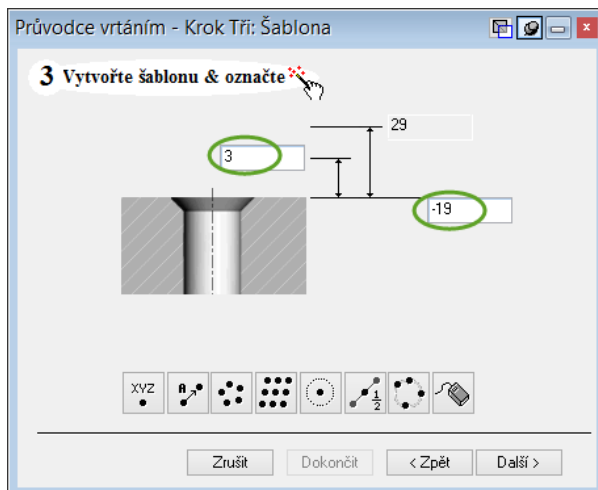 Průvodce vrtáním - Krok Tři: Šablona
3 Vytvořte šablonu & označte
29
3
-19
XYZ
A
1/2
Zrušit
Dokončit
< Zpět
Další >